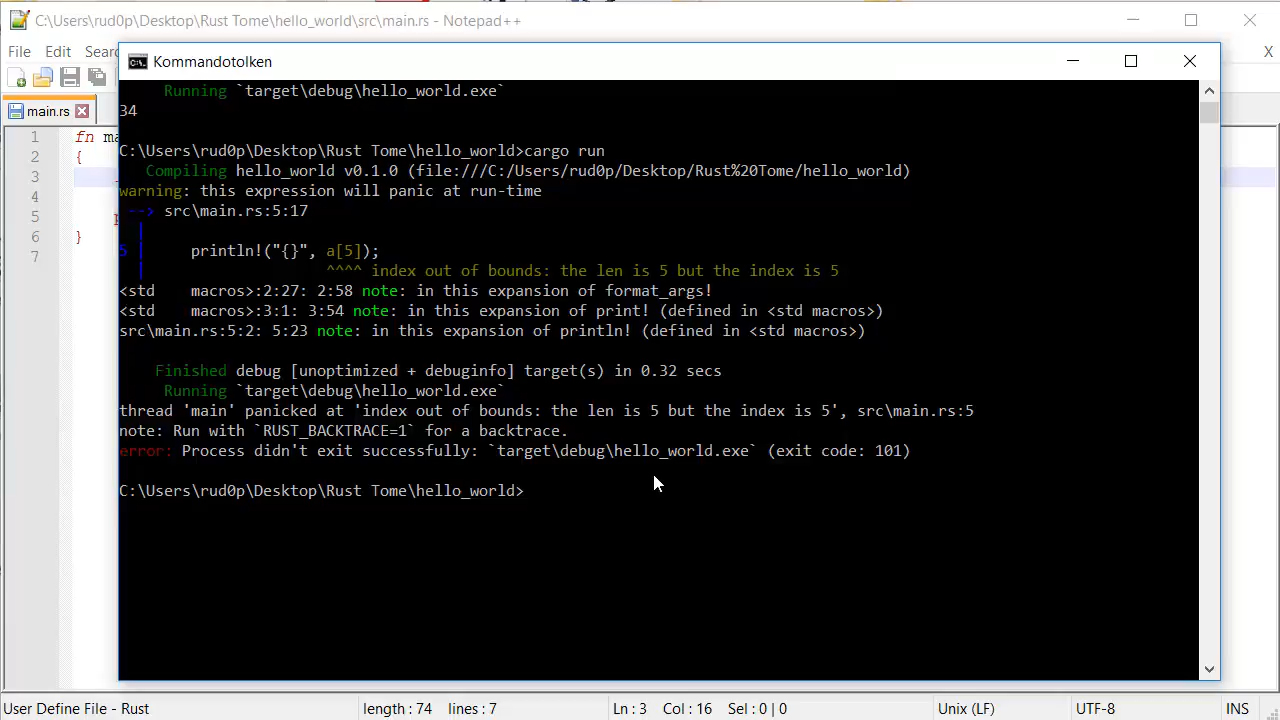 C:\Users\rud0p\Desktop\Rust Tome\hello_world\src\main.rs - Notepad++
File Edit Searc
X
Kommandotolken
main.rs
1 fn ma
2 {
3
4
5 p
6 }
7
Running `target\debug\hello_world.exe`
34
C:\Users\rud0p\Desktop\Rust Tome\hello_world>cargo run
Compiling hello_world v0.1.0 (file:///C:/Users/rud0p/Desktop/Rust%20Tome/hello_world)
warning: this expression will panic at run-time
--> src\main.rs:5:17
|
5 | println!("{}", a[5]);
| ^^^^ index out of bounds: the len is 5 but the index is 5
<std macros>:2:27: 2:58 note: in this expansion of format_args!
<std macros>:3:1: 3:54 note: in this expansion of print! (defined in <std macros>)
src\main.rs:5:2: 5:23 note: in this expansion of println! (defined in <std macros>)
Finished debug [unoptimized + debuginfo] target(s) in 0.32 secs
Running `target\debug\hello_world.exe`
thread 'main' panicked at 'index out of bounds: the len is 5 but the index is 5', src\main.rs:5
note: Run with `RUST_BACKTRACE=1` for a backtrace.
error: Process didn't exit successfully: `target\debug\hello_world.exe` (exit code: 101)
C:\Users\rud0p\Desktop\Rust Tome\hello_world>
User Define File - Rust length : 74 lines : 7 Ln : 3 Col : 16 Sel : 0 | 0 Unix (LF) UTF-8 INS